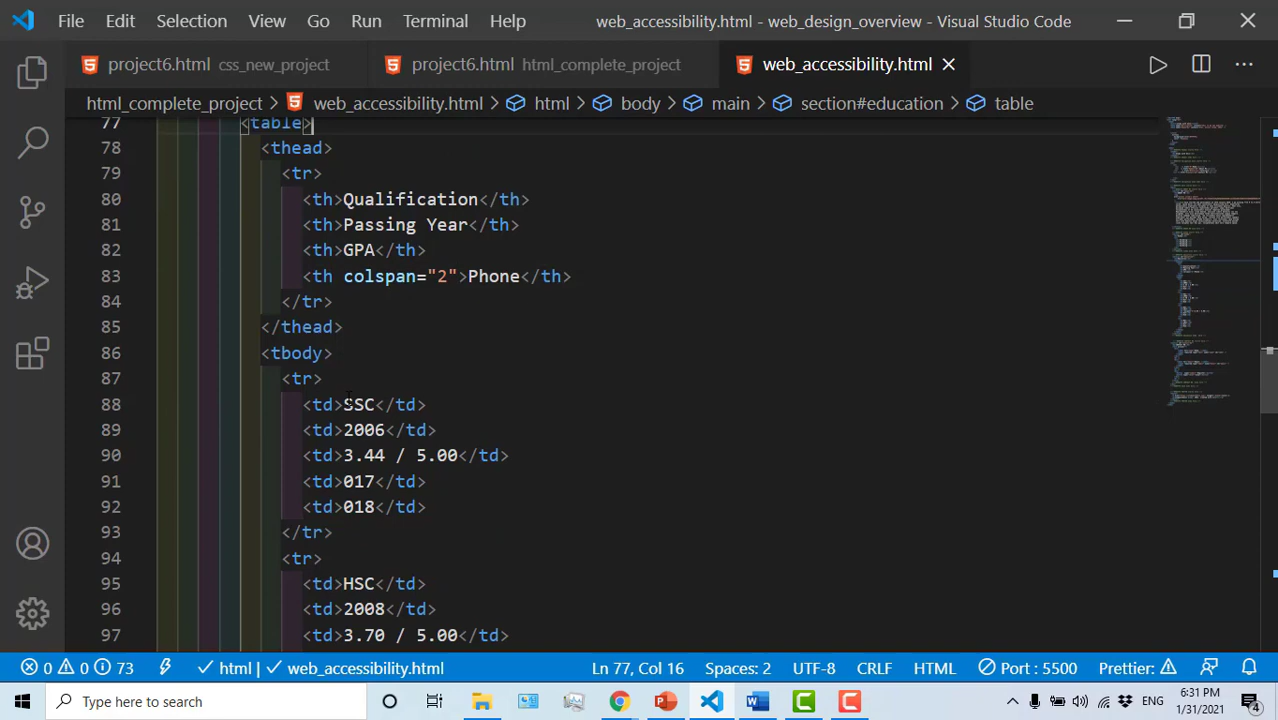 File Edit Selection View Go Run Terminal Help web_accessibility.html - web_design_overview - Visual Studio Code
project6.html css_new_project project6.html html_complete_project web_accessibility.html
html_complete_project > web_accessibility.html > html > body > main > section#education > table
77 <table>
78 <thead>
79 <tr>
80 <th>Qualification</th>
81 <th>Passing Year</th>
82 <th>GPA</th>
83 <th colspan="2">Phone</th>
84 </tr>
85 </thead>
86 <tbody>
87 <tr>
88 <td>SSC</td>
89 <td>2006</td>
90 <td>3.44 / 5.00</td>
91 <td>017</td>
92 <td>018</td>
93 </tr>
94 <tr>
95 <td>HSC</td>
96 <td>2008</td>
97 <td>3.70 / 5.00</td>
0 0 73 html | web_accessibility.html Ln 77, Col 16 Spaces: 2 UTF-8 CRLF HTML Port : 5500 Prettier:
Type here to search ENG 6:31 PM
1/31/2021 4